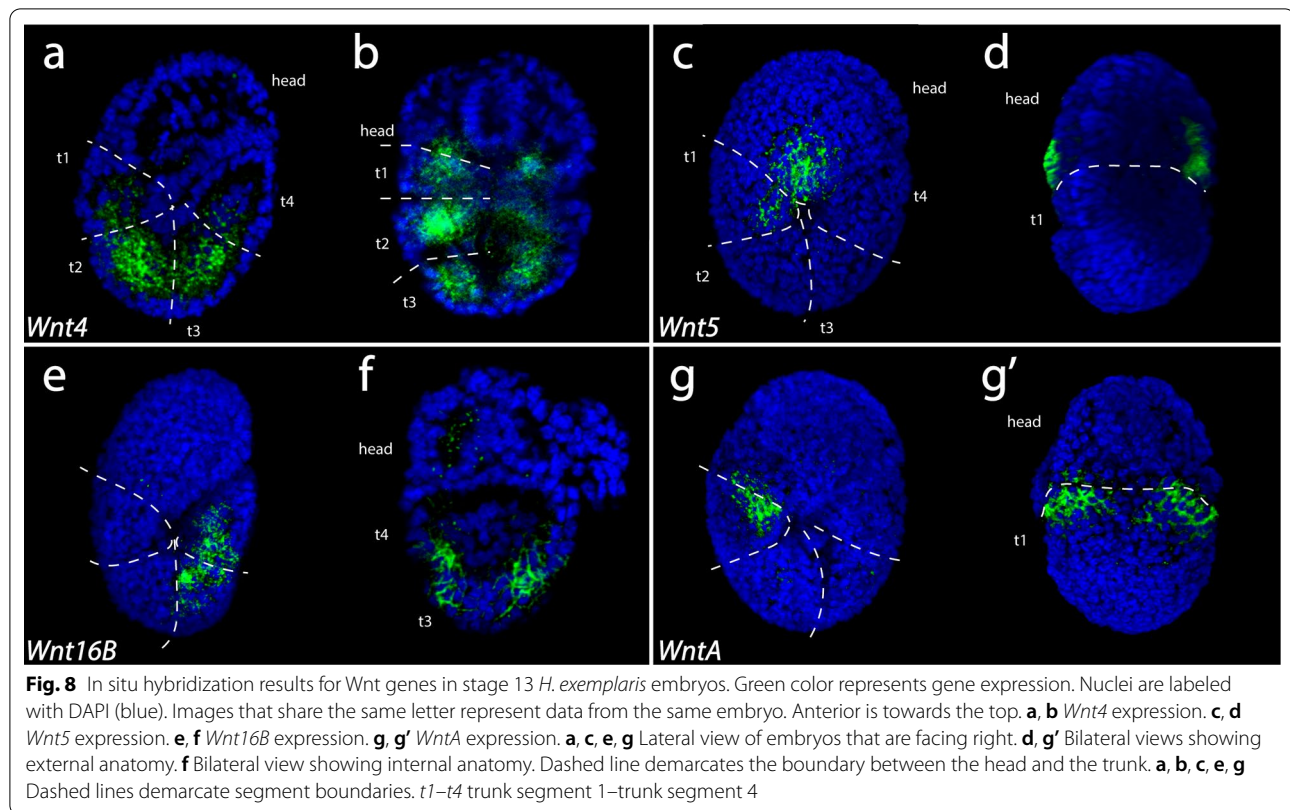 a
head
t1
t4
t2
t3
Wnt4
b
head
t1
t2
t3
c
head
t1
t4
t2
t3
Wnt5
d
head
t1
e
Wnt16B
f
head
t4
t3
g
WntA
g′
head
t1
Fig. 8 In situ hybridization results for Wnt genes in stage 13 H. exemplaris embryos. Green color represents gene expression. Nuclei are labeled
with DAPI (blue). Images that share the same letter represent data from the same embryo. Anterior is towards the top. a, b Wnt4 expression. c, d
Wnt5 expression. e, f Wnt16B expression. g, g′ WntA expression. a, c, e, g Lateral view of embryos that are facing right. d, g′ Bilateral views showing
external anatomy. f Bilateral view showing internal anatomy. Dashed line demarcates the boundary between the head and the trunk. a, b, c, e, g
Dashed lines demarcate segment boundaries. t1–t4 trunk segment 1–trunk segment 4